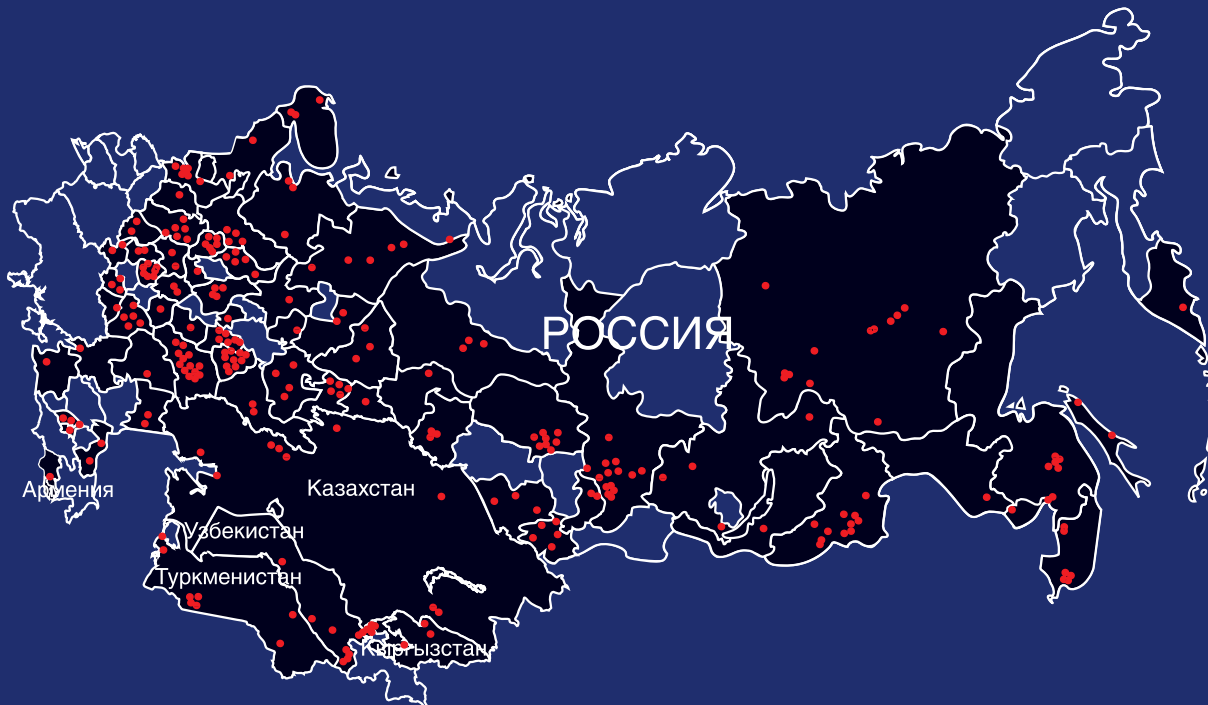 РОССИЯ
Армения
Казахстан
Узбекистан
Туркменистан
Кыргызстан